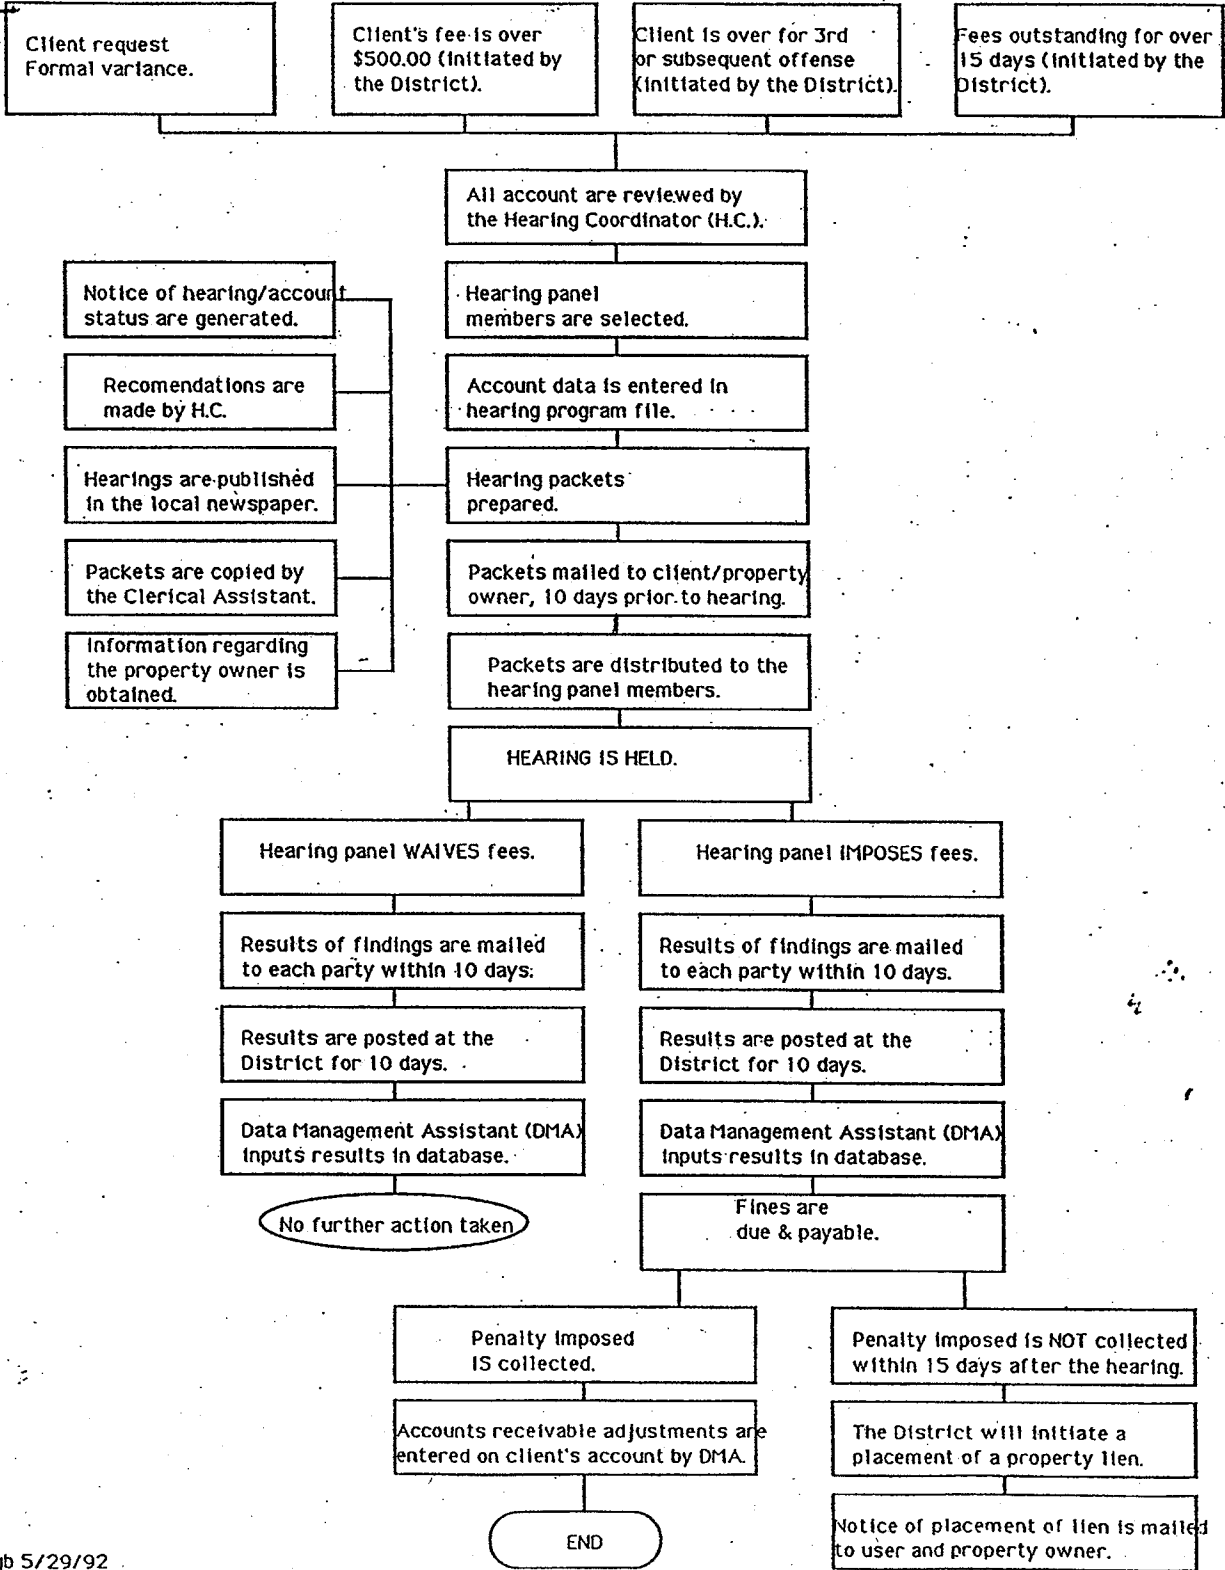 Client request
Formal variance.
Client's fee is over
$500.00 (initiated by
the District).
Client is over for 3rd
or subsequent offense
(initiated by the District).
Fees outstanding for over
15 days (initiated by the
District).
All account are reviewed by
the Hearing Coordinator (H.C.).
Notice of hearing/account
status are generated.
Hearing panel
members are selected.
Recomendations are
made by H.C.
Account data is entered in
hearing program file.
Hearings are published
in the local newspaper.
Hearing packets
prepared.
Packets are copied by
the Clerical Assistant.
Packets mailed to client/property
owner, 10 days prior to hearing.
Information regarding
the property owner is
obtained.
Packets are distributed to the
hearing panel members.
HEARING IS HELD.
Hearing panel WAIVES fees.
Hearing panel IMPOSES fees.
Results of findings are mailed
to each party within 10 days.
Results of findings are mailed
to each party within 10 days.
Results are posted at the
District for 10 days.
Results are posted at the
District for 10 days.
Data Management Assistant (DMA)
inputs results in database.
Data Management Assistant (DMA)
inputs results in database.
No further action taken
Fines are
due & payable.
Penalty imposed
IS collected.
Penalty imposed is NOT collected
within 15 days after the hearing.
Accounts receivable adjustments are
entered on client's account by DMA.
The District will initiate a
placement of a property lien.
END
Notice of placement of lien is mailed
to user and property owner.
5/29/92